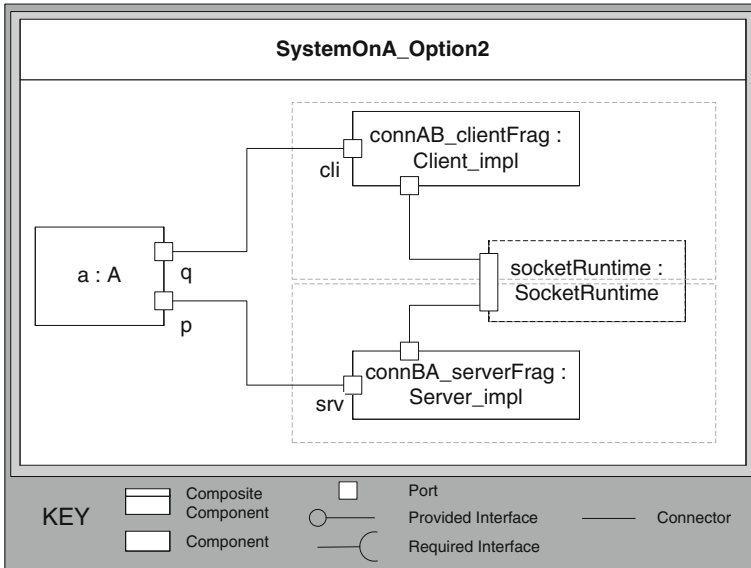 SystemOnA_Option2
connAB_clientFrag :
Client_impl
cli
a : A
q
p
socketRuntime :
SocketRuntime
connBA_serverFrag :
Server_impl
srv
KEY
Composite
Component
Component
Port
Provided Interface
Required Interface
Connector